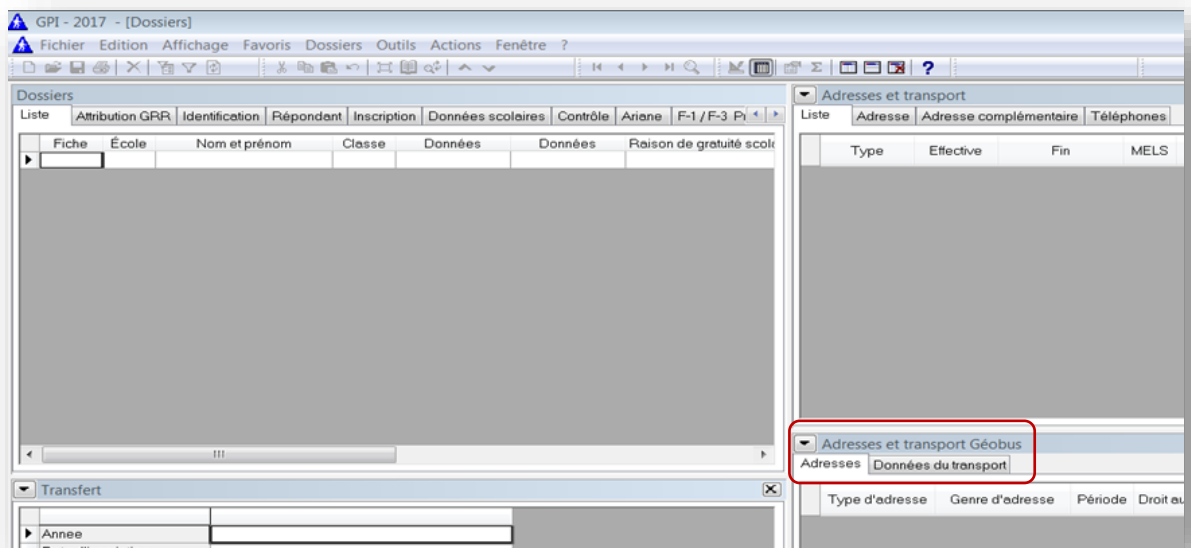 GPI - 2017 - [Dossiers]
Fichier Edition Affichage Favoris Dossiers Outils Actions Fenêtre ?
Dossiers
Liste Attribution GRR Identification Répondant Inscription Données scolaires Contrôle Ariane F-1 / F-3
Fiche École Nom et prénom Classe Données Données Raison de gratuité
Adresses et transport
Liste Adresse Adresse complémentaire Téléphones
Type Effective Fin MELS
Adresses et transport Géobus
Adresses Données du transport
Type d'adresse Genre d'adresse Période Droit
Transfert
Annee